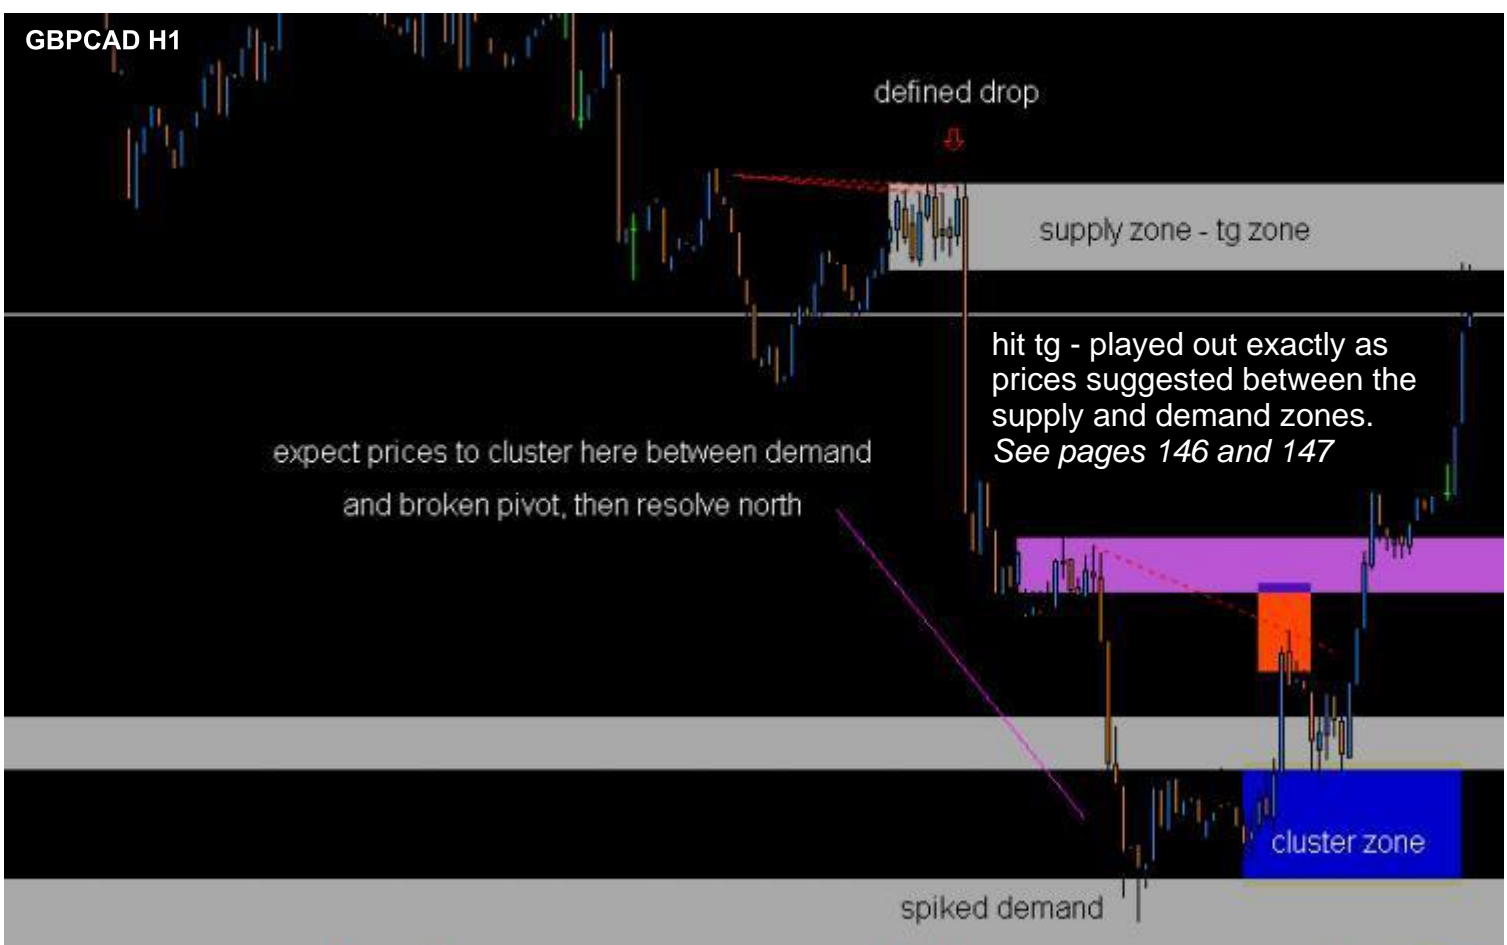 GBPCAD H1
defined drop
supply zone - tg zone
hit tg - played out exactly as
prices suggested between the
supply and demand zones.
See pages 146 and 147
expect prices to cluster here between demand
and broken pivot, then resolve north
cluster zone
spiked demand